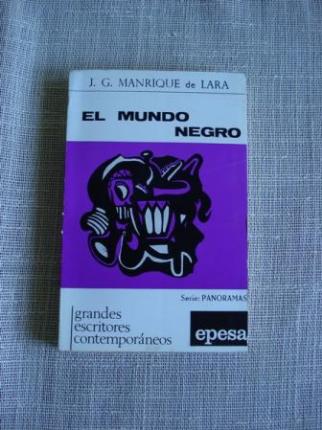 J. G. MANRIQUE de LARA
EL MUNDO
NEGRO
Serie: PANORAMAS
grandes
escritores
contemporáneos
epesa